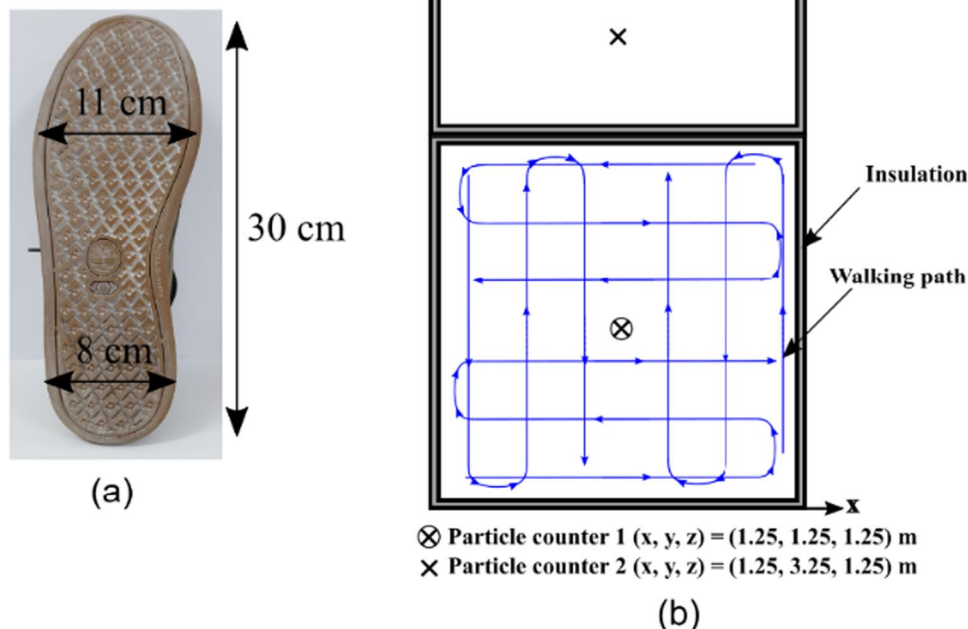 11 cm
30 cm
8 cm
(a)
Insulation
Walking path
x
Particle counter 1 (x, y, z) = (1.25, 1.25, 1.25) m
Particle counter 2 (x, y, z) = (1.25, 3.25, 1.25) m
(b)